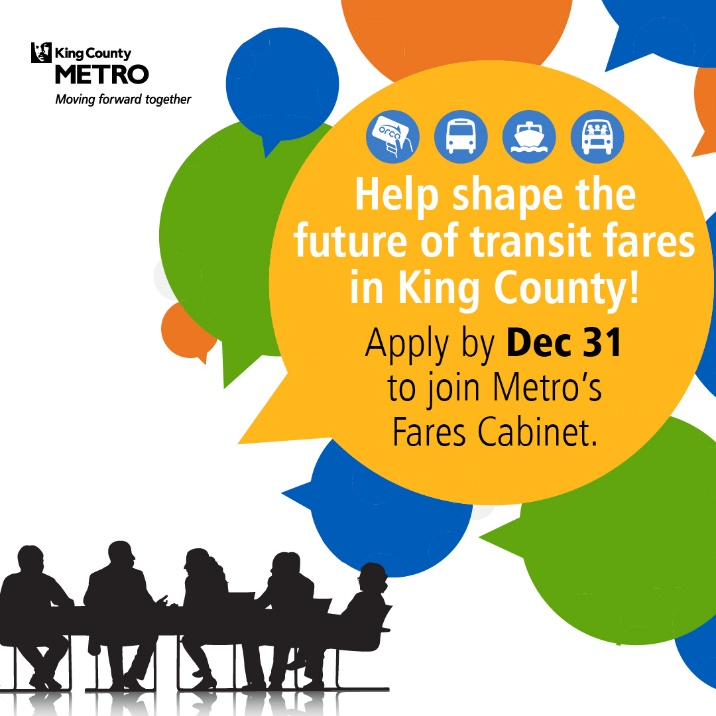 King County
METRO
Moving forward together
orca
Help shape the
future of transit fares
in King County!
Apply by Dec 31
to join Metro's
Fares Cabinet.